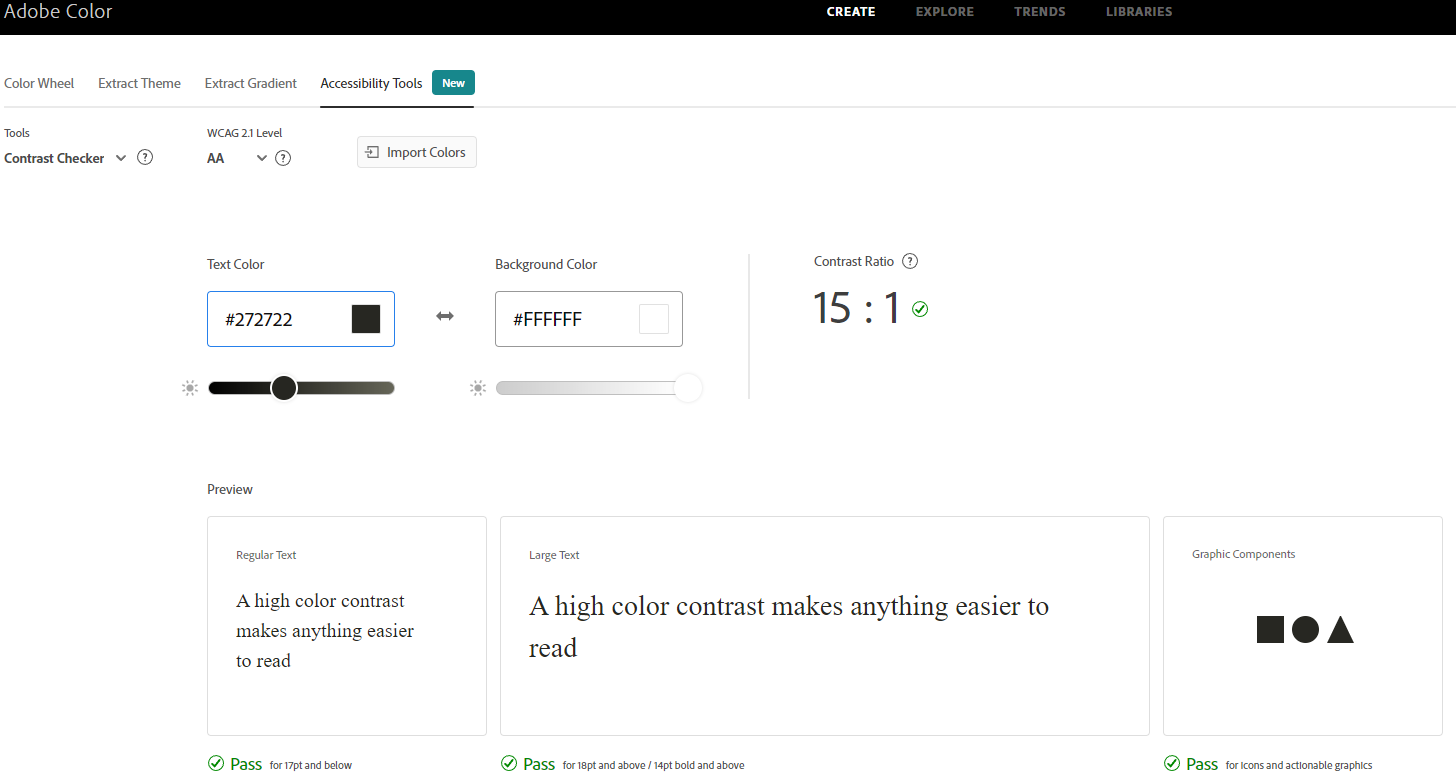 Adobe Color
CREATE EXPLORE TRENDS LIBRARIES
Color Wheel Extract Theme Extract Gradient Accessibility Tools New
Tools
Contrast Checker ?
WCAG 2.1 Level
AA ?
Import Colors
Text Color
#272722
Background Color
#FFFFFF
Contrast Ratio ?
15 : 1
Preview
Regular Text
A high color contrast
makes anything easier
to read
Pass for 17pt and below
Large Text
A high color contrast makes anything easier to
read
Pass for 18pt and above / 14pt bold and above
Graphic Components
Pass for icons and actionable graphics